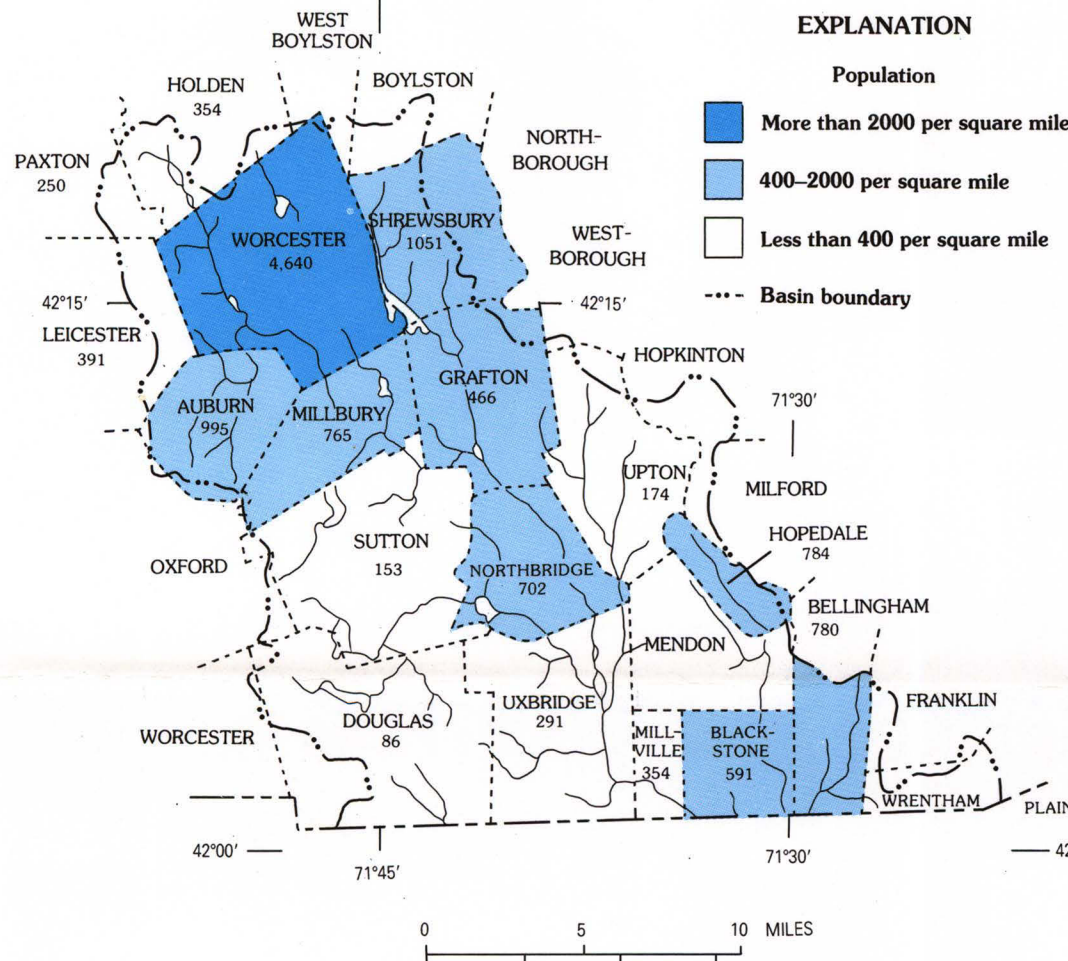 WEST
BOYLSTON
EXPLANATION
Population
More than 2000 per square mile
400–2000 per square mile
Less than 400 per square mile
Basin boundary
HOLDEN
354
BOYLSTON
NORTH-
BOROUGH
PAXTON
250
SHREWSBURY
1051
WORCESTER
4,640
WEST-
BOROUGH
42°15′
42°15′
LEICESTER
391
HOPKINTON
GRAFTON
466
71°30′
AUBURN
995
MILLBURY
765
UPTON
174
MILFORD
HOPEDALE
784
SUTTON
153
OXFORD
NORTHBRIDGE
702
BELLINGHAM
780
MENDON
UXBRIDGE
291
FRANKLIN
DOUGLAS
86
WORCESTER
MILL-
VILLE
354
BLACK-
STONE
591
WRENTHAM
PLAIN
42°00′
42
71°45′
71°30′
0 5 10 MILES